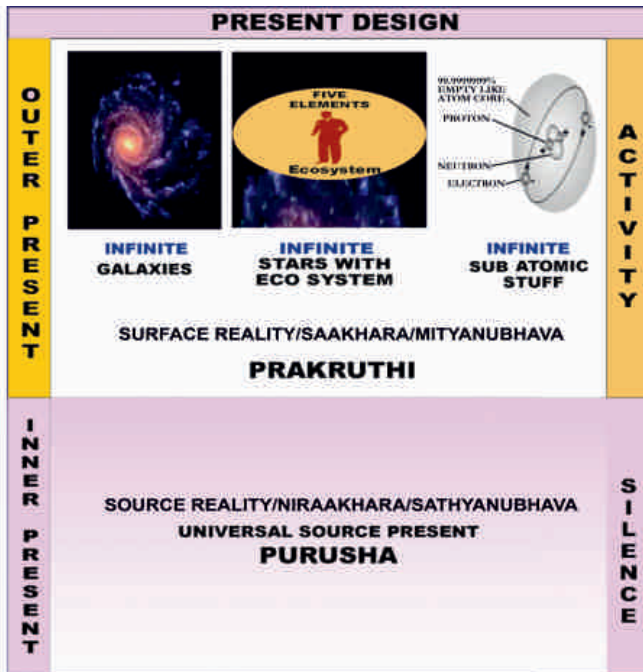 PRESENT DESIGN
OUTER PRESENT
FIVE
ELEMENTS
Ecosystem
99.9999999%
EMPTY LIKE
ATOM CORE
PROTON
NEUTRON
ELECTRON
ACTIVITY
INFINITE
GALAXIES
INFINITE
STARS WITH
ECO SYSTEM
INFINITE
SUB ATOMIC
STUFF
SURFACE REALITY/SAAKHARA/MITYANUBHAVA
PRAKRUTHI
INNER PRESENT
SOURCE REALITY/NIRAAKHARA/SATHYANUBHAVA
UNIVERSAL SOURCE PRESENT
PURUSHA
SILENCE